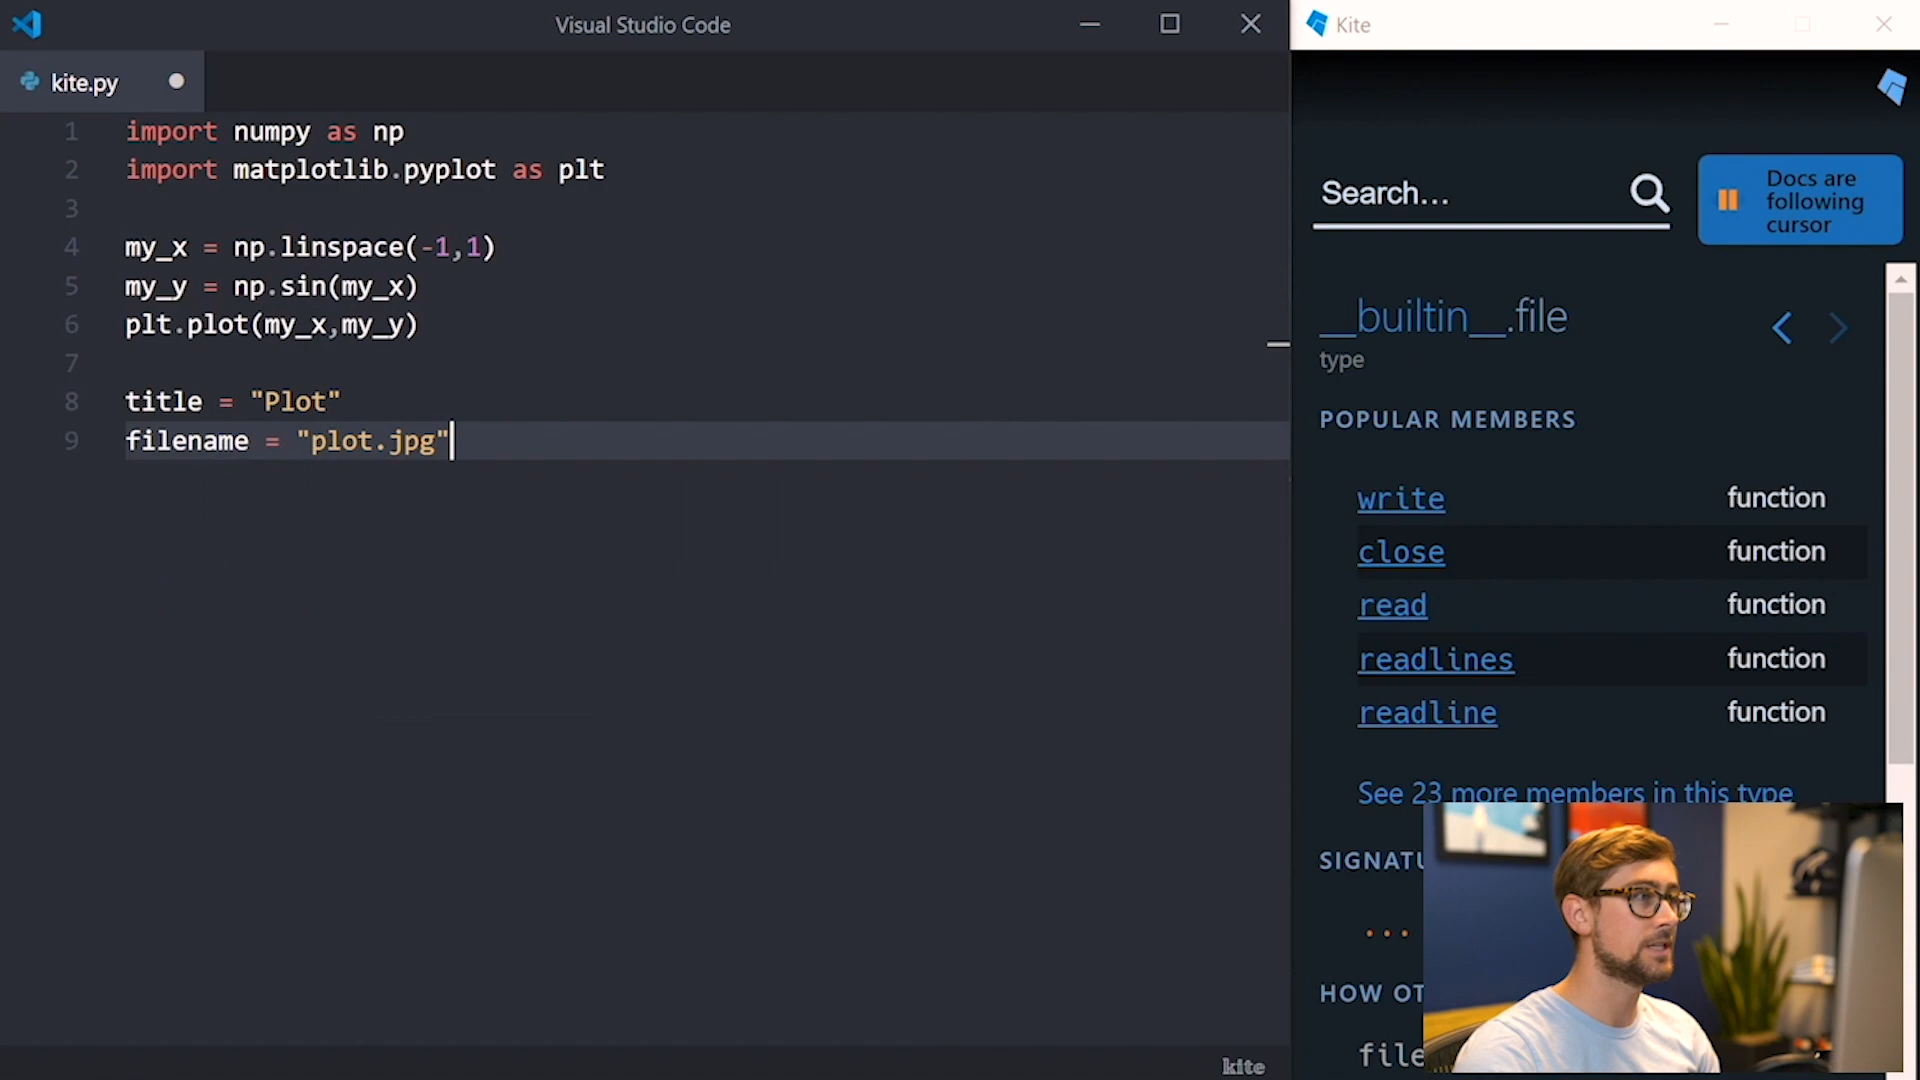 Visual Studio Code
kite.py
1 import numpy as np
2 import matplotlib.pyplot as plt
3
4 my_x = np.linspace(-1,1)
5 my_y = np.sin(my_x)
6 plt.plot(my_x,my_y)
7
8 title = "Plot"
9 filename = "plot.jpg"
kite
Kite
Search...
Docs are
following
cursor
__builtin__.file
type
POPULAR MEMBERS
write function
close function
read function
readlines function
readline function
See 23 more members in this type
SIGNATU
...
HOW OT
file